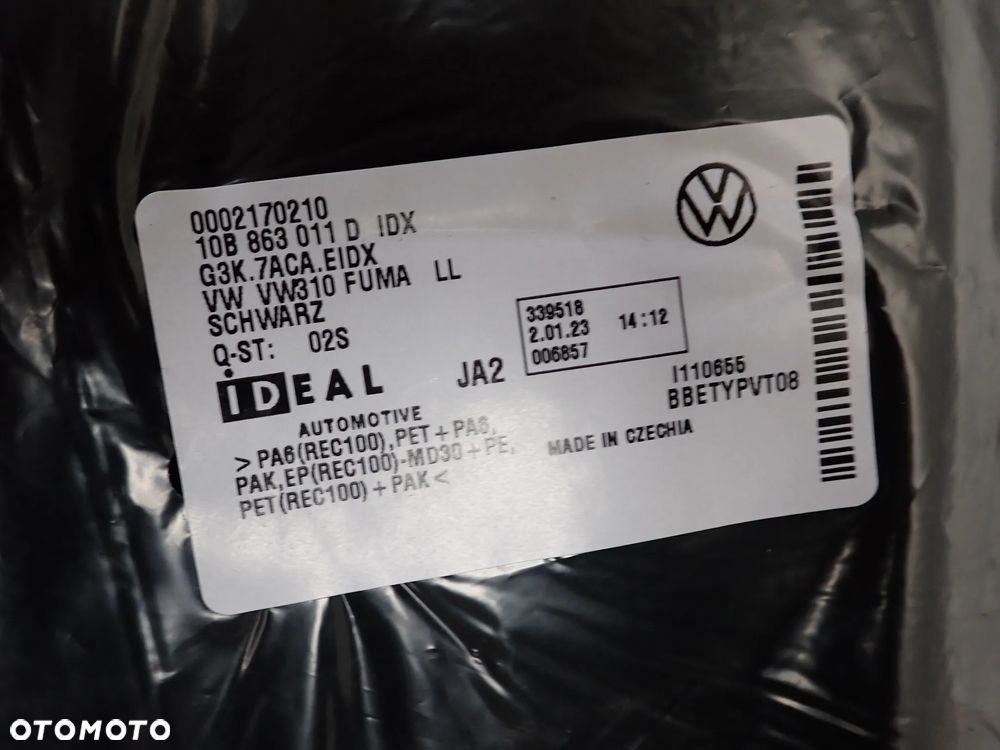 0002170210
10B 863 011 D IDX
G3K.7ACA.EIDX
VW VW310 FUMA LL
SCHWARZ
Q-ST: 02S
IDEAL
AUTOMOTIVE
JA2
339518
2.01.23 14:12
006857
I110655
BBETYPVT08
>PA6(REC100),PET+PA6,
PAK,EP(REC100)-MD30+PE,
PET(REC100)+PAK<
MADE IN CZECHIA
OTOMOTO